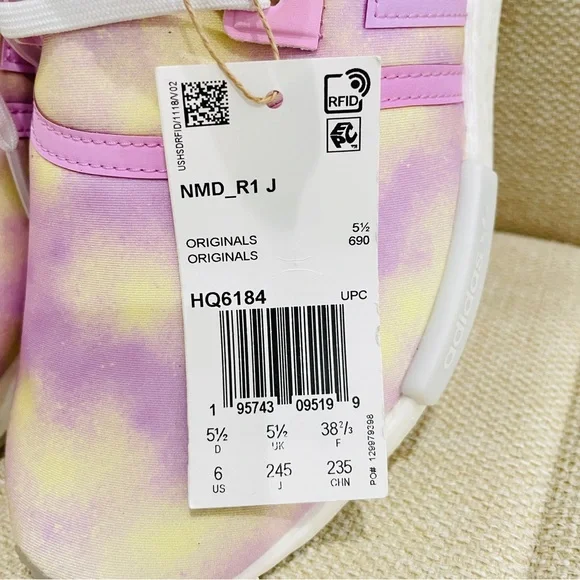 USHSDRFID/1118/V02
RFID
EPC
NMD_R1 J
ORIGINALS 5½
ORIGINALS 690
HQ6184 UPC
1 95743 09519 9
5½ 5½ 38²/₃
D UK F
6 245 235
US J CHN
PO# 129979398
adidas